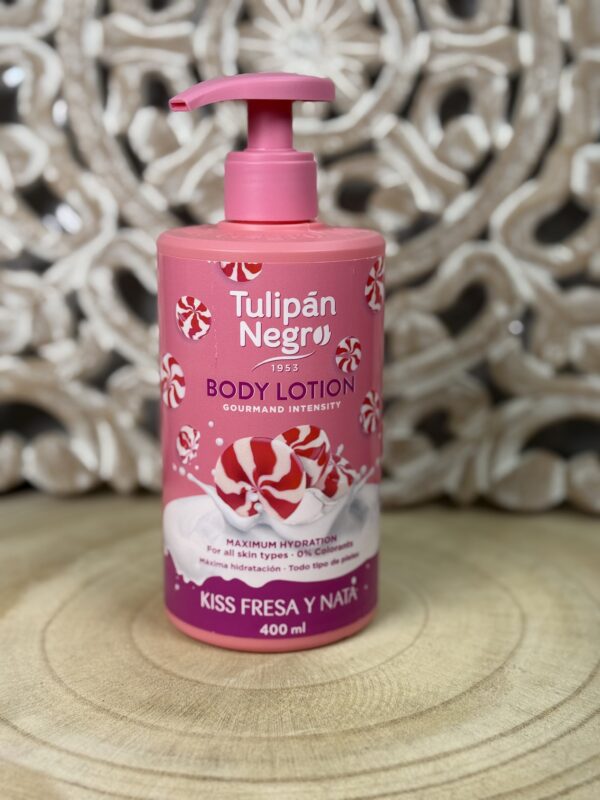 Tulipán
Negro
1953
BODY LOTION
GOURMAND INTENSITY
MAXIMUM HYDRATION
For all skin types · 0% Colorants
Máxima hidratación · Todo tipo de pieles
KISS FRESA Y NATA
400 ml